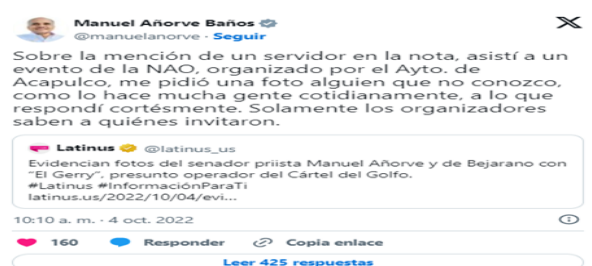 Manuel Añorve Baños
@manuelanorve · Seguir
Sobre la mención de un servidor en la nota, asistí a un
evento de la NAO, organizado por el Ayto. de
Acapulco, me pidió una foto alguien que no conozco,
como lo hace mucha gente cotidianamente, a lo que
respondí cortésmente. Solamente los organizadores
saben a quiénes invitaron.
Latinus @latinus_us
Evidencian fotos del senador priista Manuel Añorve y de Bejarano con
"El Gerry", presunto operador del Cártel del Golfo.
#Latinus #InformaciónParaTi
latinus.us/2022/10/04/evi...
10:10 a. m. · 4 oct. 2022
160 Responder Copia enlace
Leer 425 respuestas